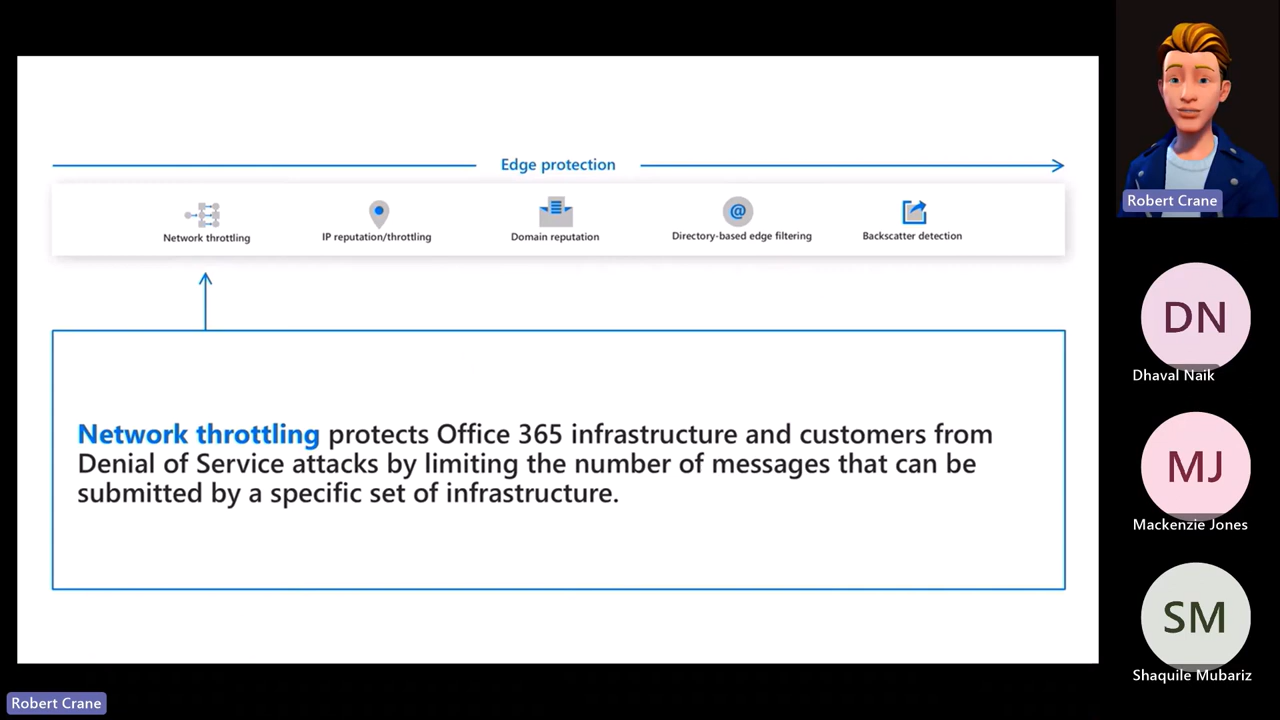 Edge protection
Network throttling
IP reputation/throttling
Domain reputation
@
Directory-based edge filtering
Backscatter detection
Network throttling protects Office 365 infrastructure and customers from
Denial of Service attacks by limiting the number of messages that can be
submitted by a specific set of infrastructure.
Robert Crane
DN
Dhaval Naik
MJ
Mackenzie Jones
SM
Shaquile Mubariz
Robert Crane